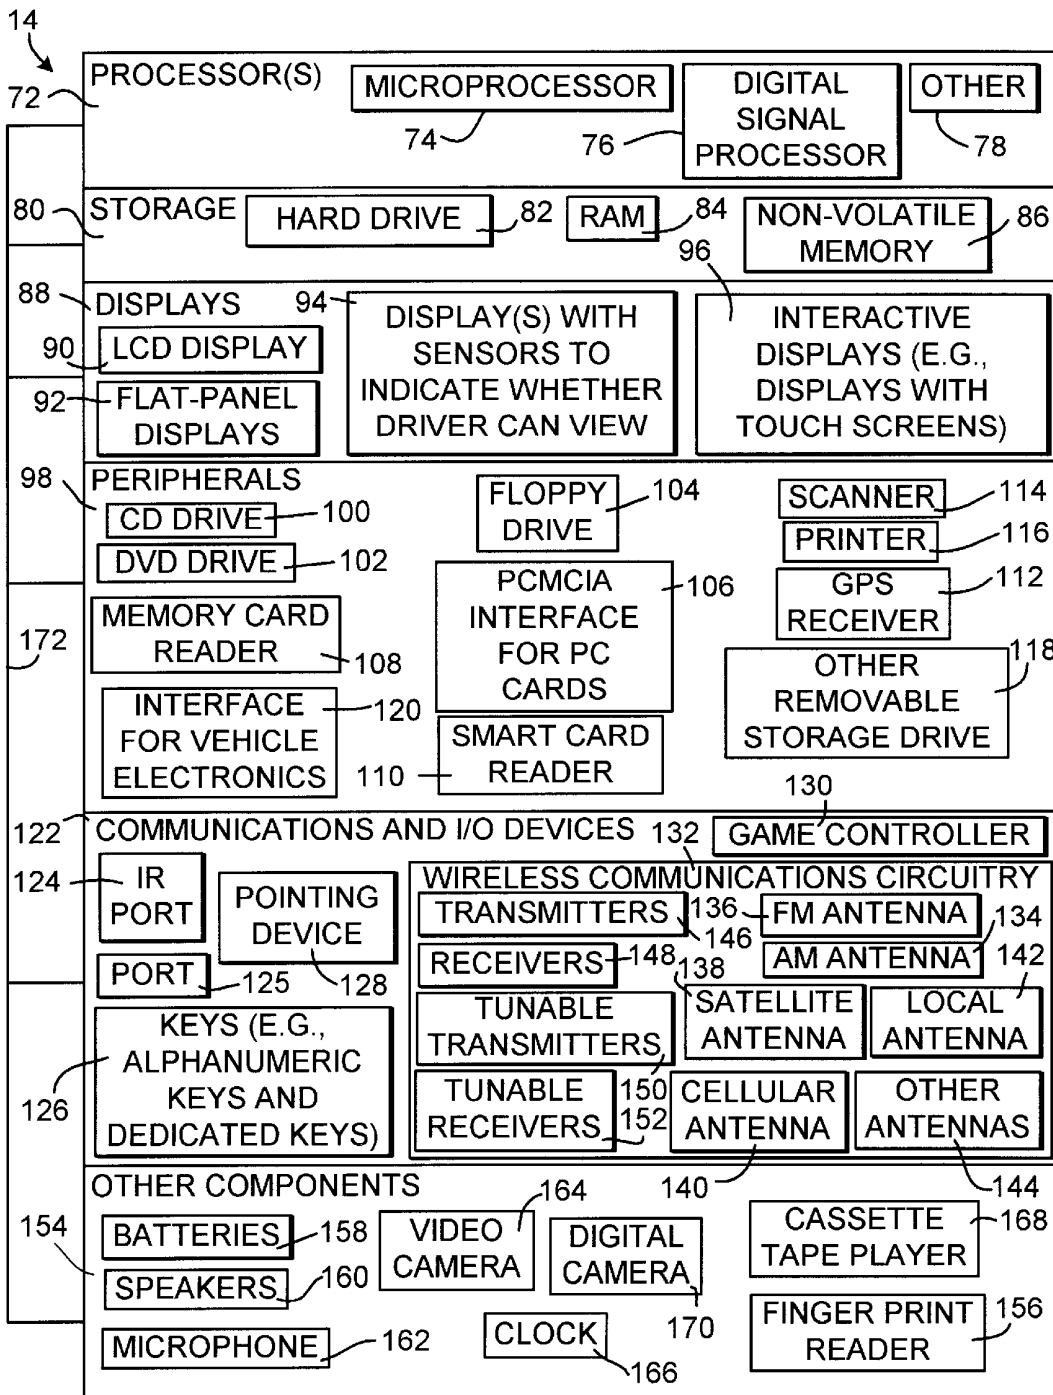 14
PROCESSOR(S)
72
MICROPROCESSOR
74
DIGITAL
SIGNAL
PROCESSOR
76
OTHER
78
80
STORAGE
HARD DRIVE
82
RAM
84
NON-VOLATILE
MEMORY
86
88
DISPLAYS
90
LCD DISPLAY
92
FLAT-PANEL
DISPLAYS
94
DISPLAY(S) WITH
SENSORS TO
INDICATE WHETHER
DRIVER CAN VIEW
96
INTERACTIVE
DISPLAYS (E.G.,
DISPLAYS WITH
TOUCH SCREENS)
98
PERIPHERALS
CD DRIVE
100
DVD DRIVE
102
FLOPPY
DRIVE
104
SCANNER
114
PRINTER
116
PCMCIA
INTERFACE
FOR PC
CARDS
106
GPS
RECEIVER
112
172
MEMORY CARD
READER
108
OTHER
REMOVABLE
STORAGE DRIVE
118
INTERFACE
FOR VEHICLE
ELECTRONICS
120
SMART CARD
READER
110
122
COMMUNICATIONS AND I/O DEVICES
130
GAME CONTROLLER
132
124
IR
PORT
POINTING
DEVICE
128
PORT
125
126
KEYS (E.G.,
ALPHANUMERIC
KEYS AND
DEDICATED KEYS)
WIRELESS COMMUNICATIONS CIRCUITRY
TRANSMITTERS
146
136
FM ANTENNA
134
RECEIVERS
148
AM ANTENNA
138
142
TUNABLE
TRANSMITTERS
150
SATELLITE
ANTENNA
LOCAL
ANTENNA
TUNABLE
RECEIVERS
152
CELLULAR
ANTENNA
140
OTHER
ANTENNAS
144
154
OTHER COMPONENTS
BATTERIES
158
SPEAKERS
160
MICROPHONE
162
VIDEO
CAMERA
164
DIGITAL
CAMERA
170
CLOCK
166
CASSETTE
TAPE PLAYER
168
FINGER PRINT
READER
156